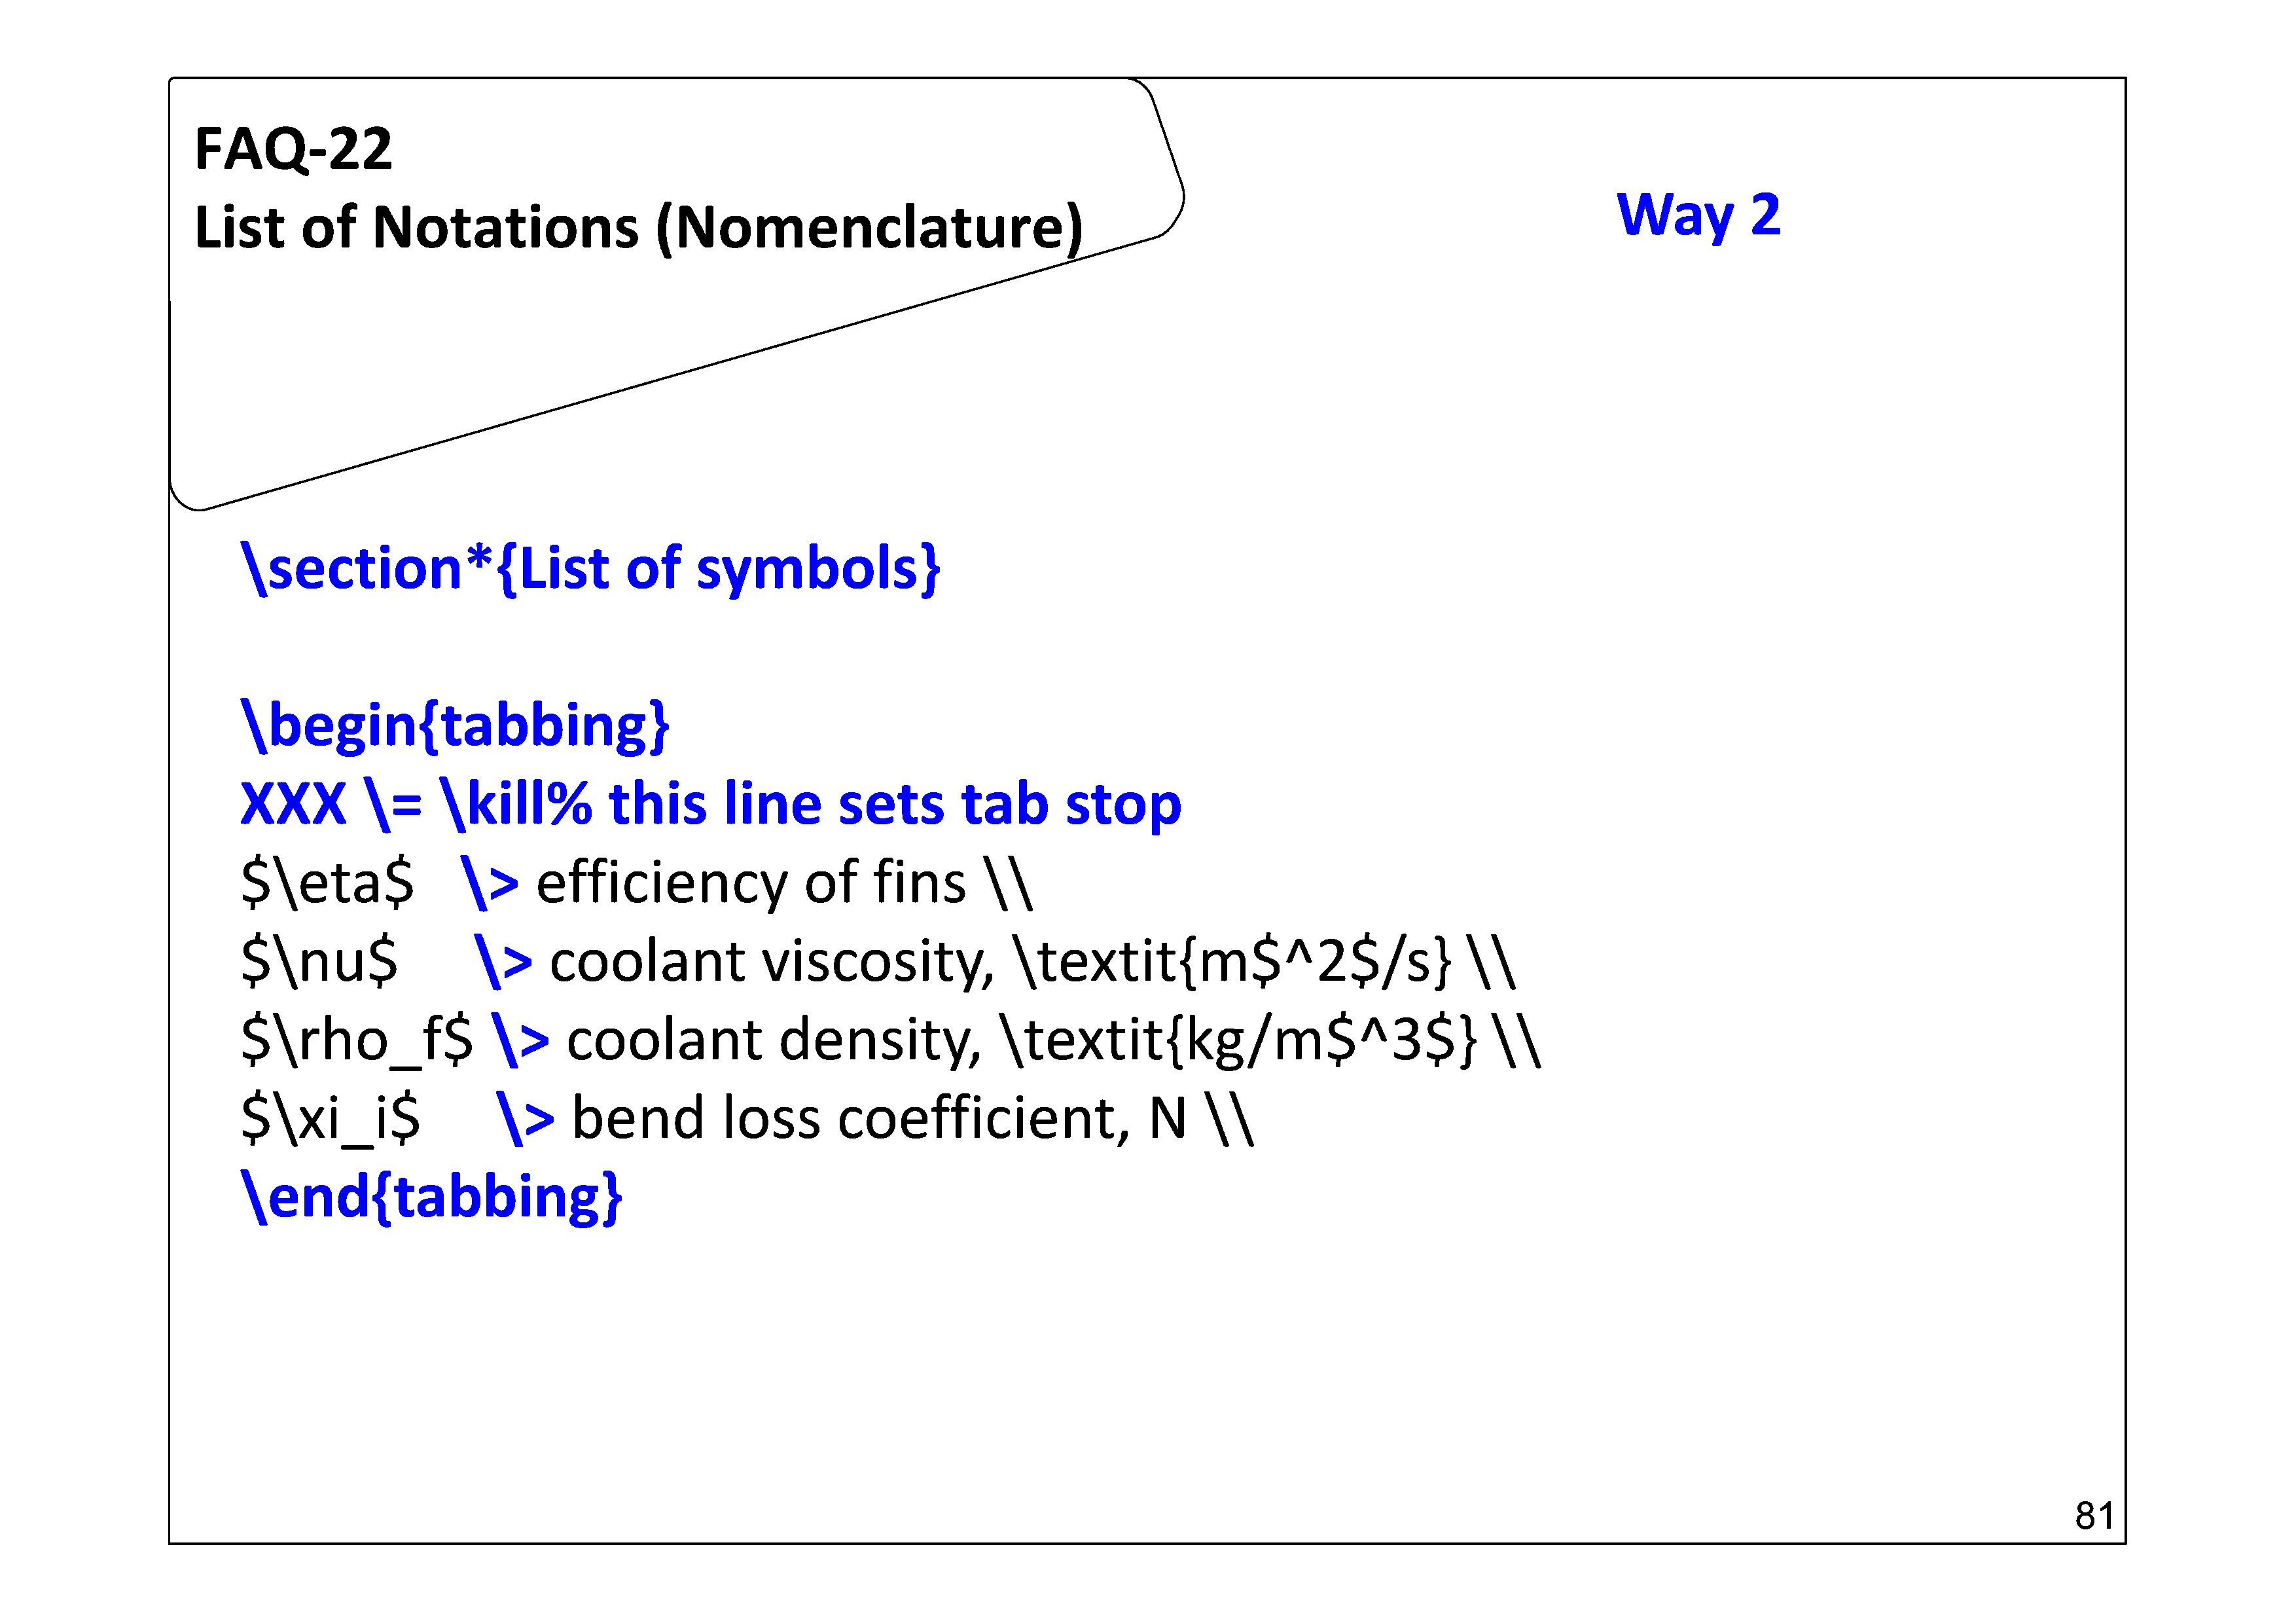 FAQ-22
List of Notations (Nomenclature)
Way 2
\section*{List of symbols}
\begin{tabbing}
XXX \= \kill% this line sets tab stop
$\eta$ \> efficiency of fins \\
$\nu$ \> coolant viscosity, \textit{m$^2$/s} \\
$\rho_f$ \> coolant density, \textit{kg/m$^3$} \\
$\xi_i$ \> bend loss coefficient, N \\
\end{tabbing}
81